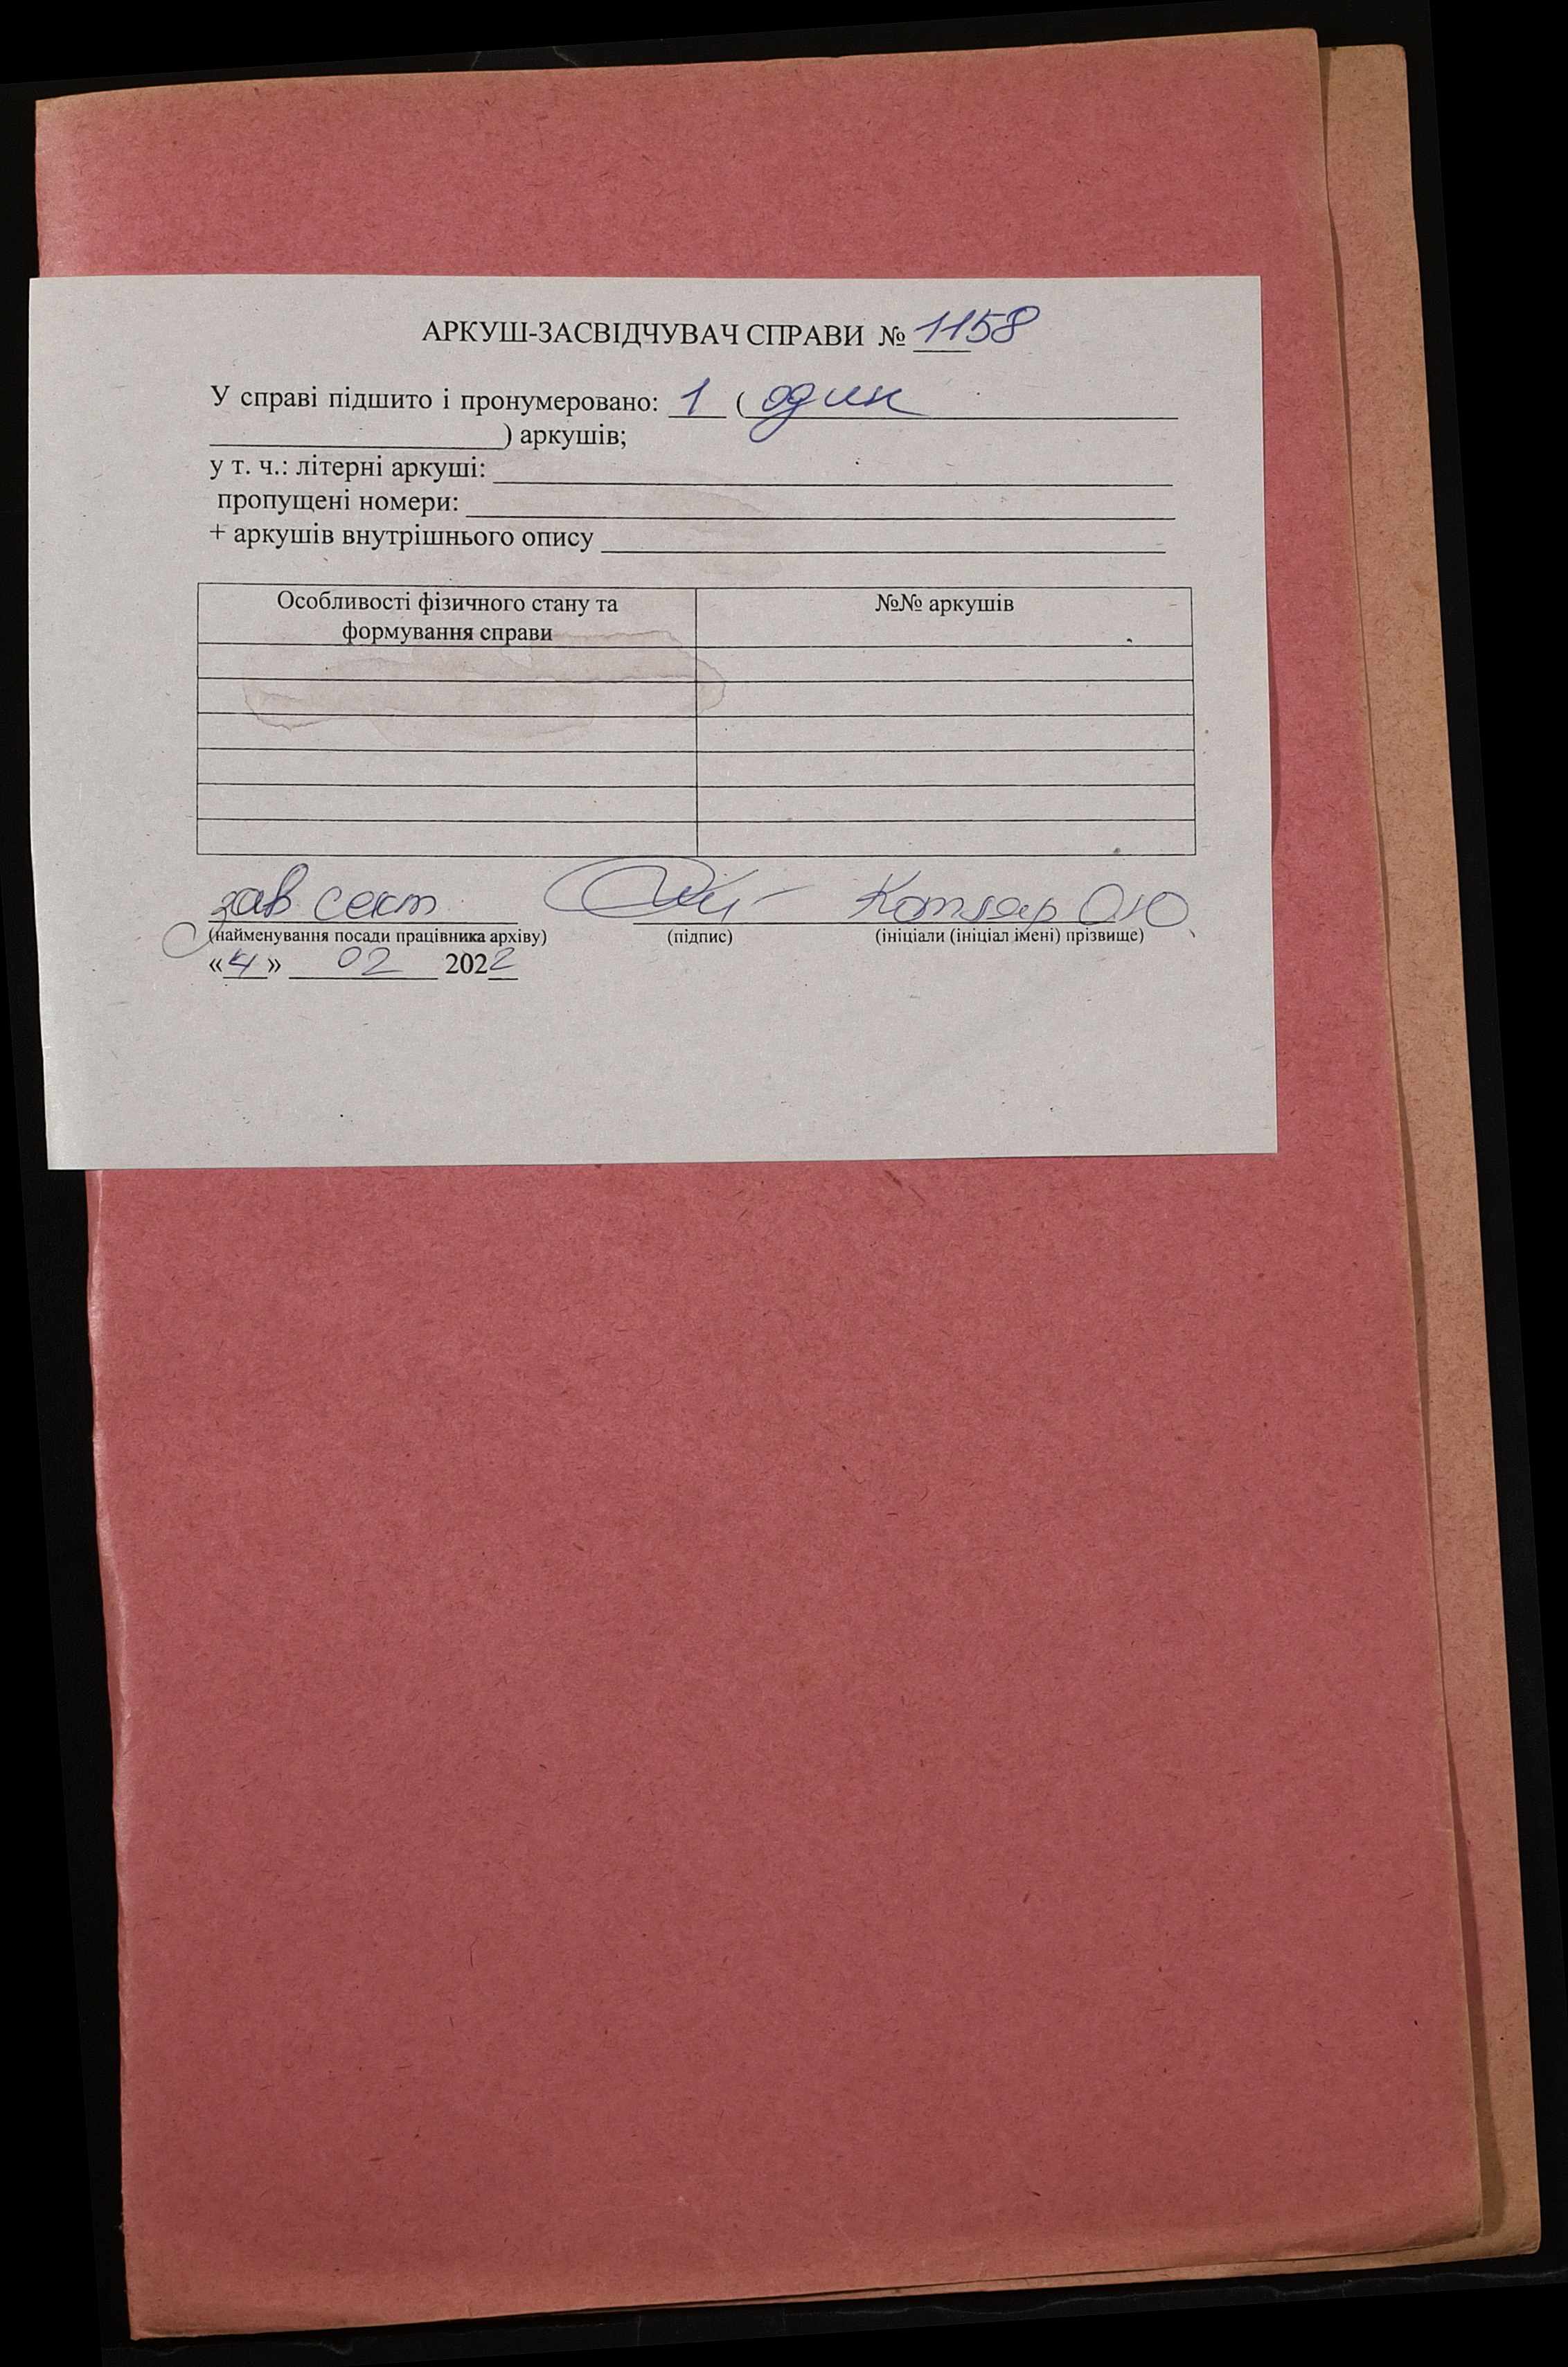 АРКУШ-ЗАСВІДЧУВАЧ СПРАВИ № 1158
У справі підшито і пронумеровано: 1 ( один
) аркушів;
у т. ч.: літерні аркуші:
пропущені номери:
+ аркушів внутрішнього опису
Особливості фізичного стану та
формування справи
№№ аркушів
зав сект Котляр О.Ю.
(найменування посади працівника архіву) (підпис) (ініціали (ініціал імені) прізвище)
«4» 02 2022